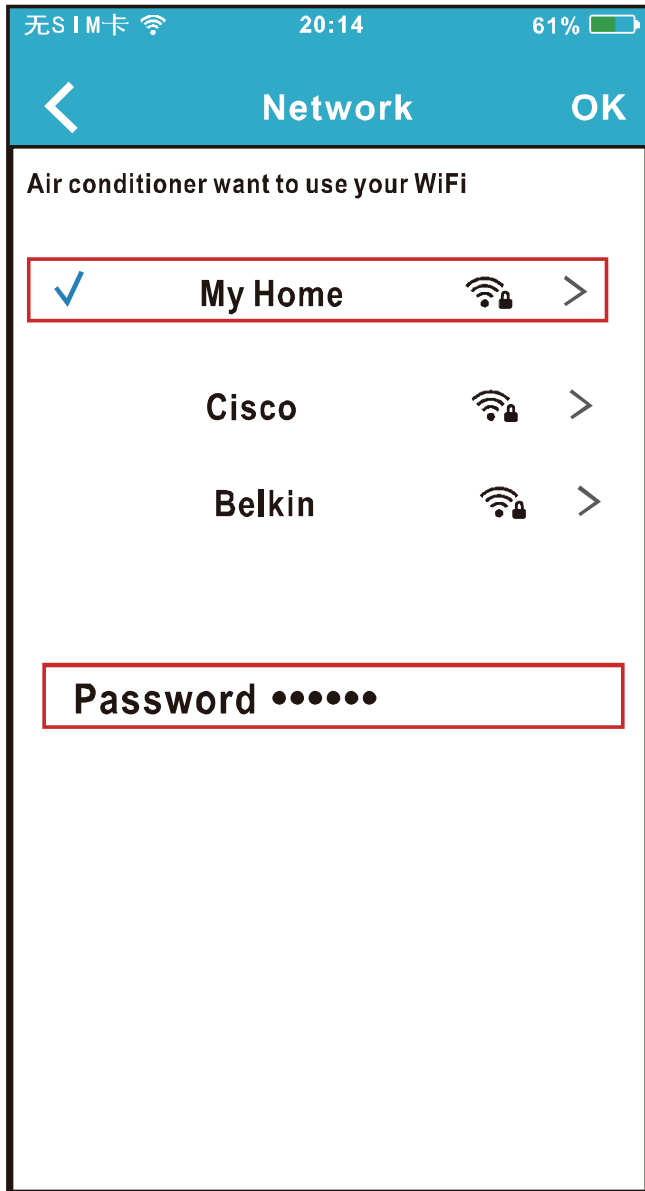 无SIM卡 20:14 61%
Network OK
Air conditioner want to use your WiFi
My Home
Cisco
Belkin
Password ••••••